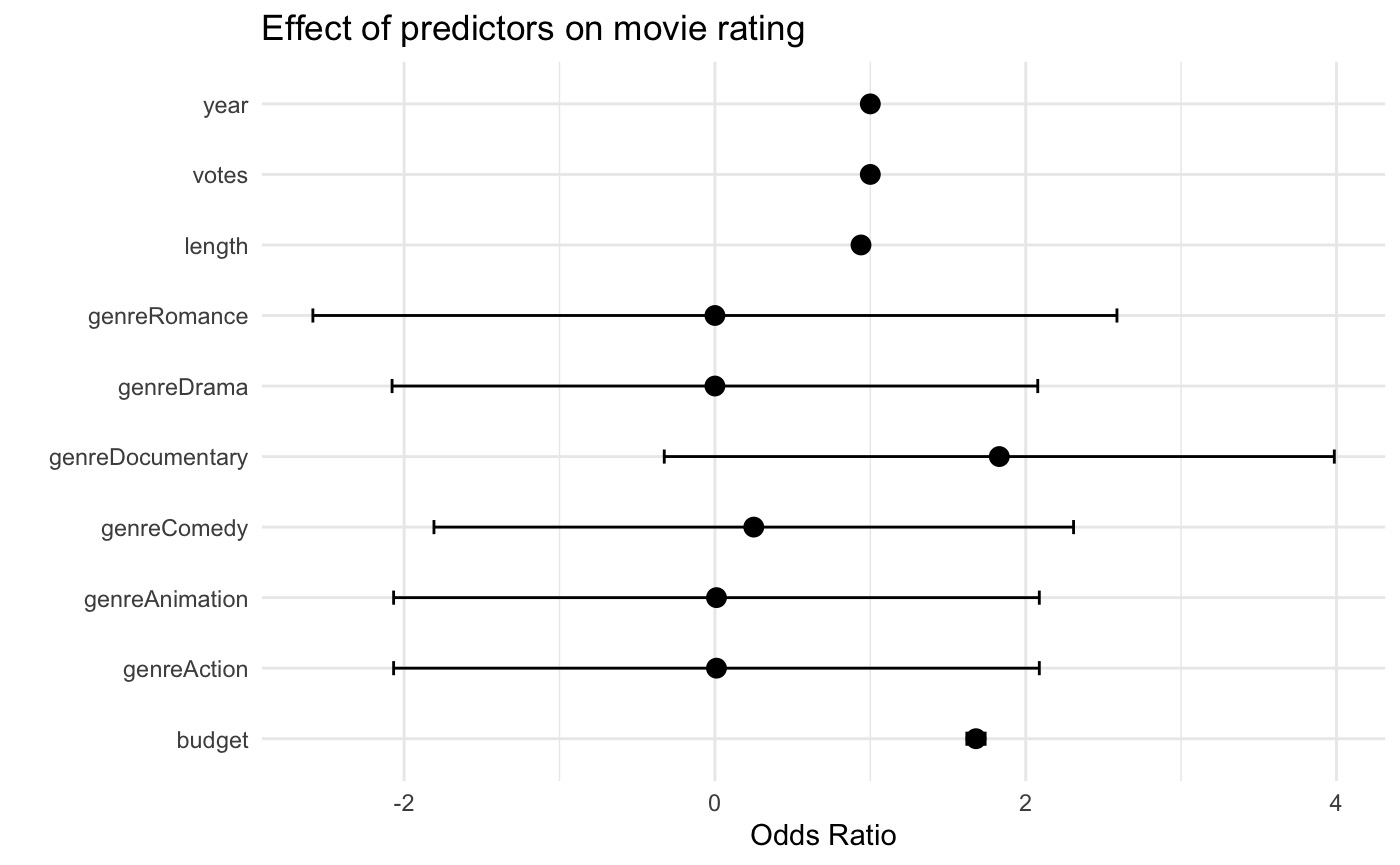 Effect of predictors on movie rating
year
votes
length
genreRomance
genreDrama
genreDocumentary
genreComedy
genreAnimation
genreAction
budget
-2 0 2 4
Odds Ratio